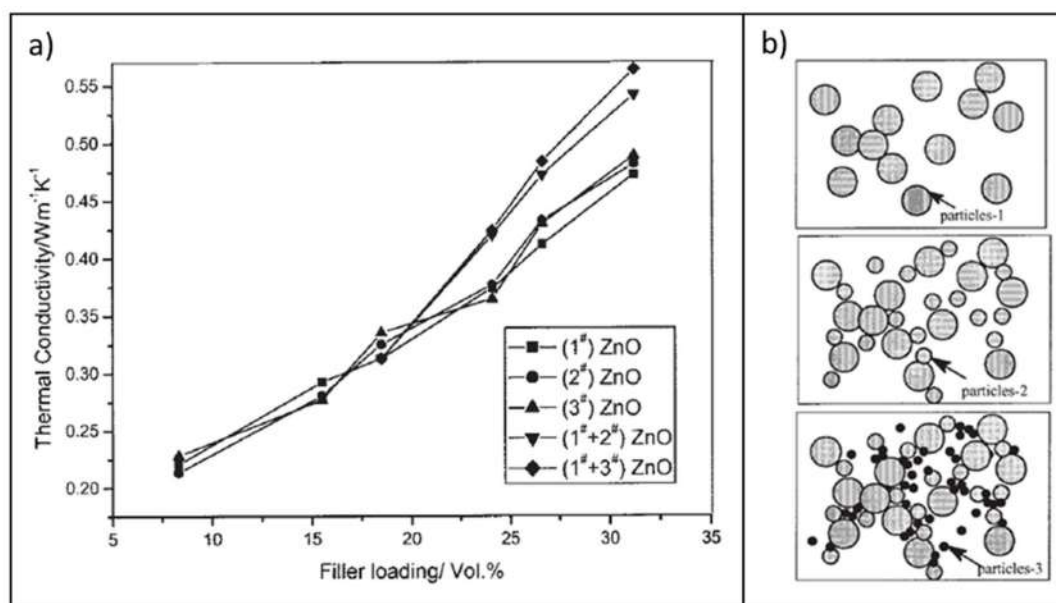 a)
Thermal Conductivity/Wm⁻¹K⁻¹
0.55
0.50
0.45
0.40
0.35
0.30
0.25
0.20
5
10
15
20
25
30
35
Filler loading/ Vol.%
(1#) ZnO
(2#) ZnO
(3#) ZnO
(1#+2#) ZnO
(1#+3#) ZnO
b)
particles-1
particles-2
particles-3